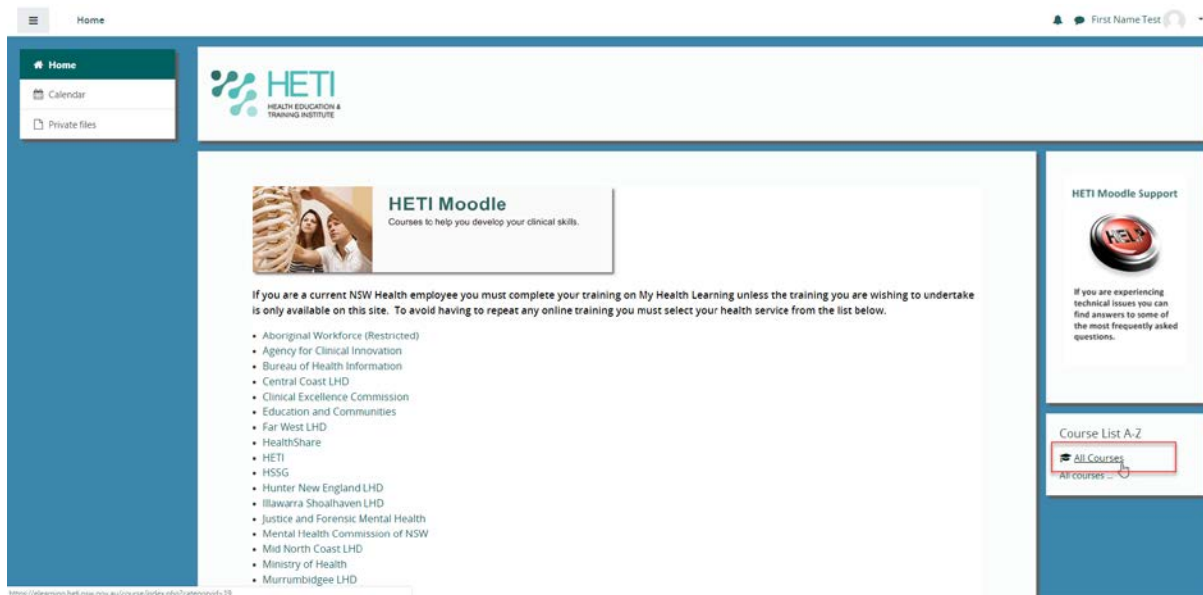 Home
First Name Test
Home
Calendar
Private files
HETI
HEALTH EDUCATION &
TRAINING INSTITUTE
HETI Moodle
Courses to help you develop your clinical skills.
If you are a current NSW Health employee you must complete your training on My Health Learning unless the training you are wishing to undertake
is only available on this site. To avoid having to repeat any online training you must select your health service from the list below.
• Aboriginal Workforce (Restricted)
• Agency for Clinical Innovation
• Bureau of Health Information
• Central Coast LHD
• Clinical Excellence Commission
• Education and Communities
• Far West LHD
• HealthShare
• HETI
• HSSG
• Hunter New England LHD
• Illawarra Shoalhaven LHD
• Justice and Forensic Mental Health
• Mental Health Commission of NSW
• Mid North Coast LHD
• Ministry of Health
• Murrumbidgee LHD
HETI Moodle Support
HELP
If you are experiencing
technical issues you can
find answers to some of
the most frequently asked
questions.
Course List A-Z
All Courses
All courses ...